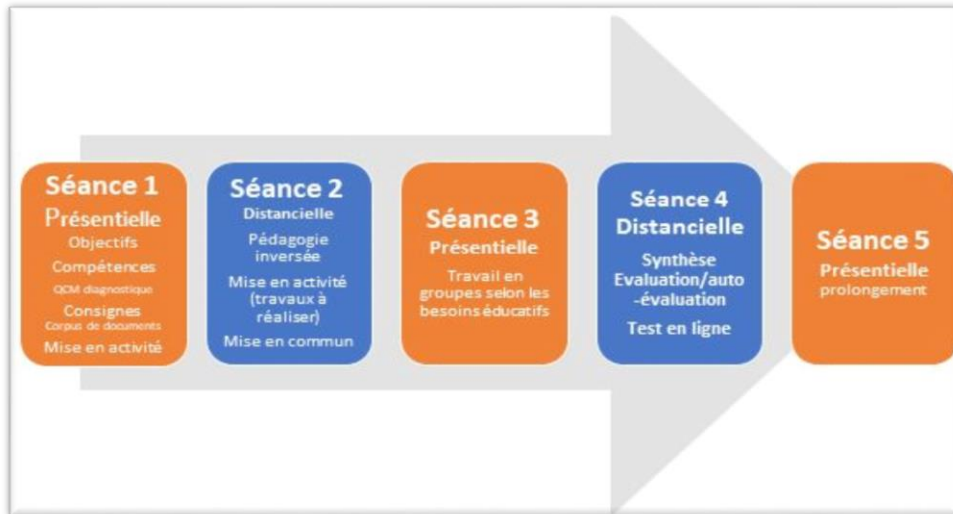 Séance 1
Présentielle
Objectifs
Compétences
QCM diagnostique
Consignes
Corpus de documents
Mise en activité
Séance 2
Distancielle
Pédagogie
inversée
Mise en activité
(travaux à
réaliser)
Mise en commun
Séance 3
Présentielle
Travail en
groupes selon les
besoins éducatifs
Séance 4
Distancielle
Synthèse
Evaluation/auto
-évaluation
Test en ligne
Séance 5
Présentielle
prolongement